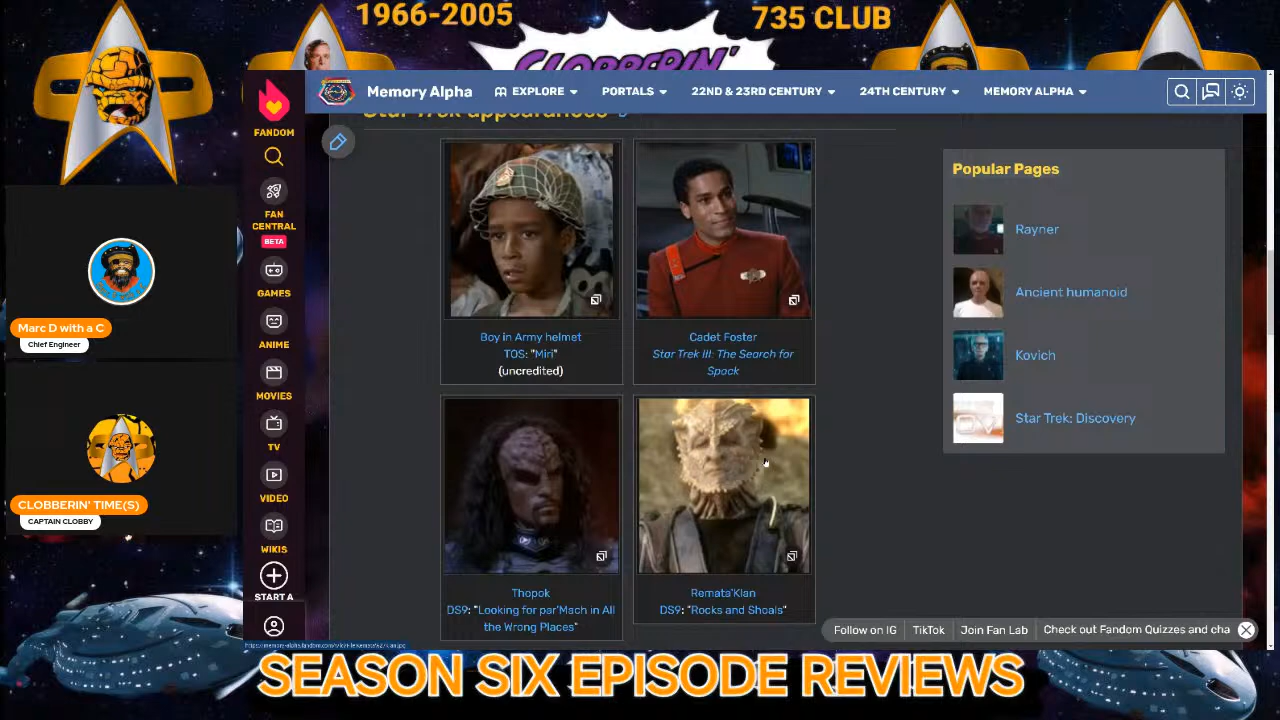 1966-2005
735 CLUB
CLOBBERIN'
FANDOM
FAN
CENTRAL
BETA
GAMES
ANIME
MOVIES
TV
VIDEO
WIKIS
START A
Memory Alpha
EXPLORE
PORTALS
22ND & 23RD CENTURY
24TH CENTURY
MEMORY ALPHA
Star Trek appearances
Boy in Army helmet
TOS: "Miri"
(uncredited)
Cadet Foster
Star Trek III: The Search for
Spock
Thopok
DS9: "Looking for par'Mach in All
the Wrong Places"
Remata'Klan
DS9: "Rocks and Shoals"
Popular Pages
Rayner
Ancient humanoid
Kovich
Star Trek: Discovery
Follow on IG
TikTok
Join Fan Lab
Check out Fandom Quizzes and cha
Marc D with a C
Chief Engineer
CLOBBERIN' TIME(S)
CAPTAIN CLOBBY
SEASON SIX EPISODE REVIEWS